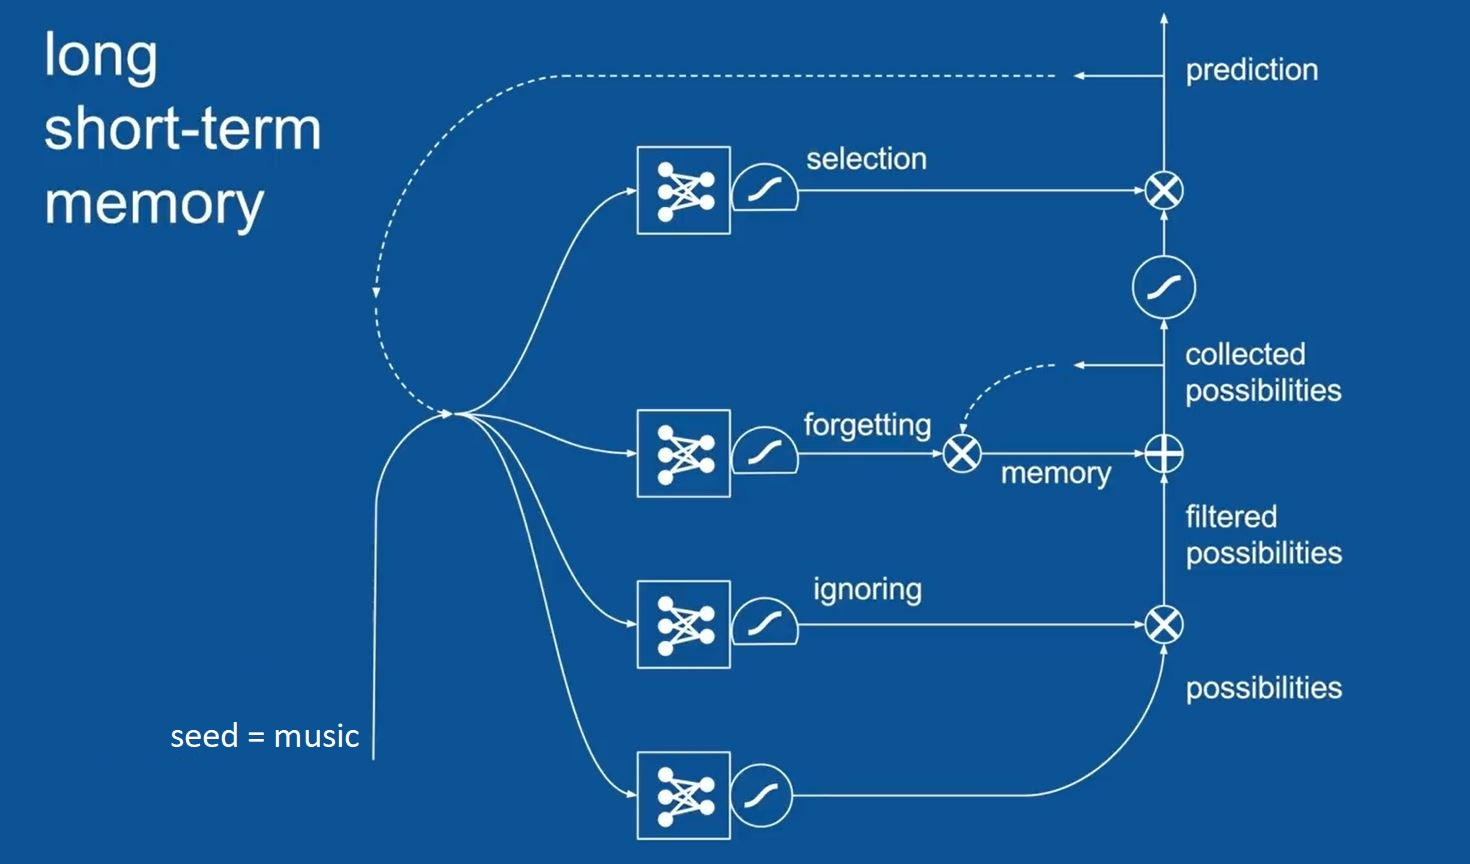 long
short-term
memory
prediction
selection
collected
possibilities
forgetting
memory
filtered
possibilities
ignoring
possibilities
seed = music